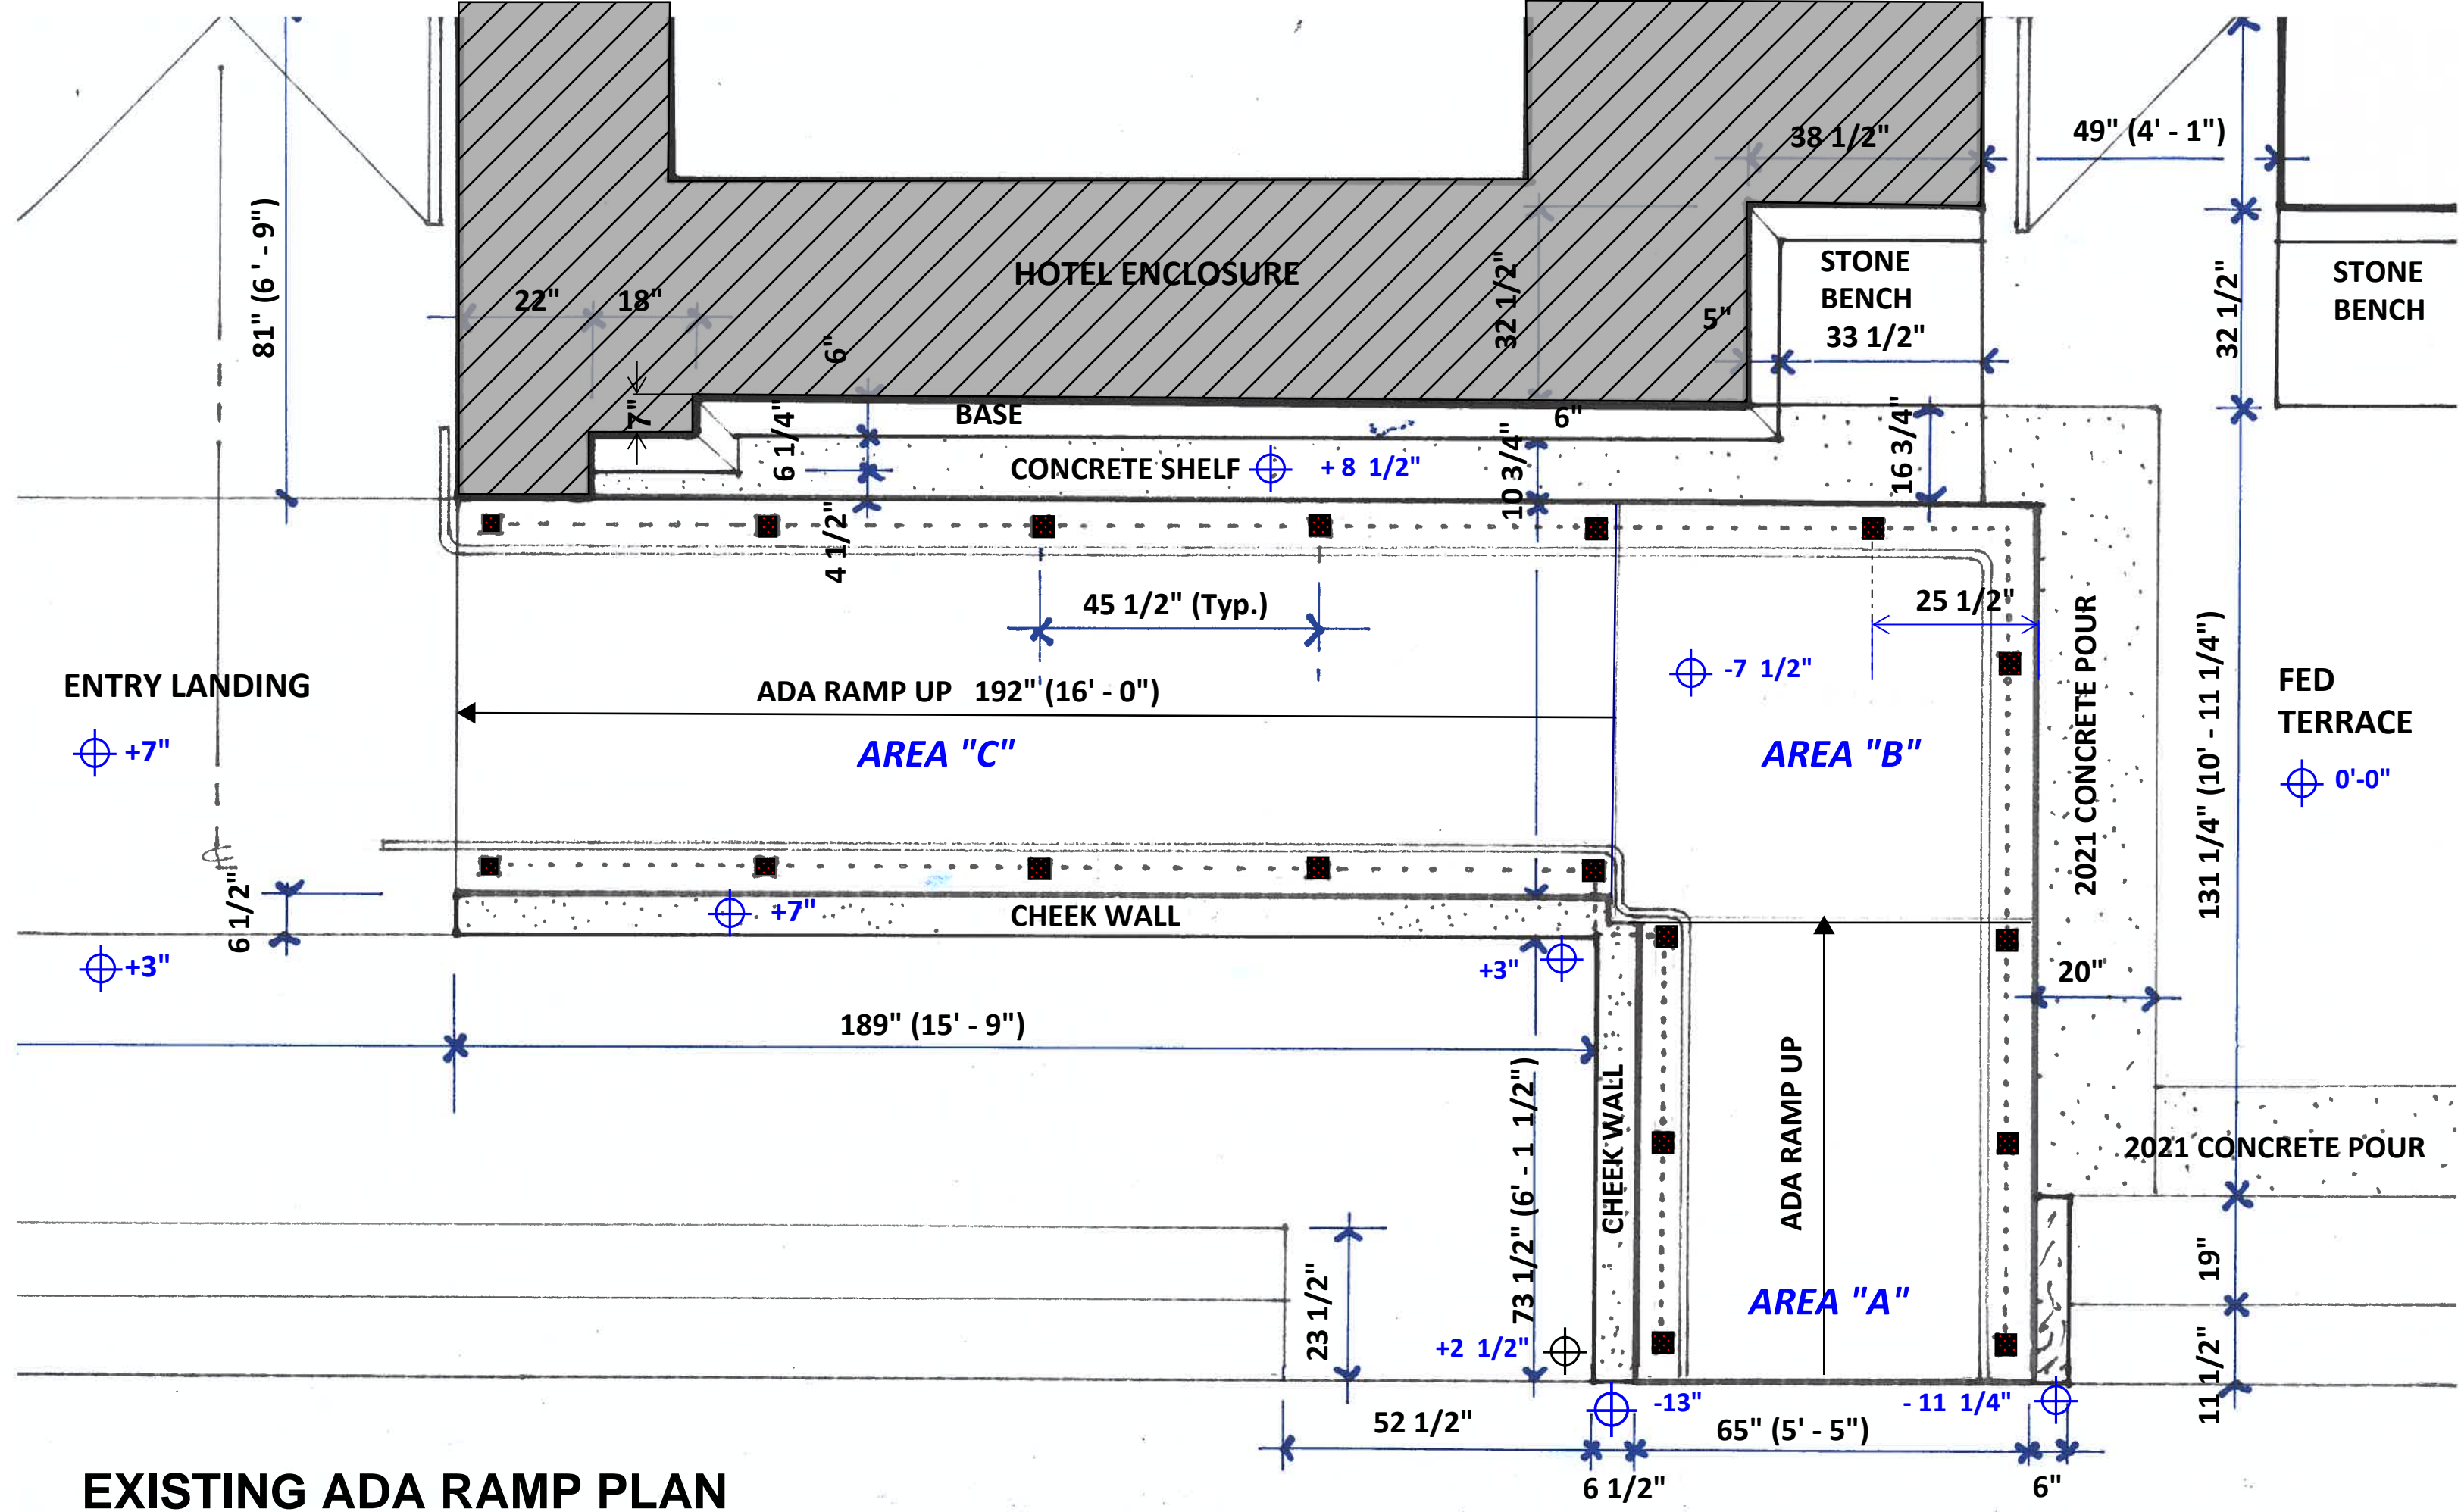 38 1/2"
49" (4' - 1")
81" (6 ' - 9")
HOTEL ENCLOSURE
22"
18"
6"
32 1/2"
5"
STONE
BENCH
33 1/2"
32 1/2"
STONE
BENCH
7"
6 1/4"
BASE
6"
10 3/4"
16 3/4"
CONCRETE SHELF
+ 8 1/2"
4 1/2"
45 1/2" (Typ.)
25 1/2"
ENTRY LANDING
+7"
ADA RAMP UP 192" (16' - 0")
AREA "C"
-7 1/2"
AREA "B"
2021 CONCRETE POUR
131 1/4" (10' - 11 1/4")
FED
TERRACE
0'-0"
6 1/2"
+7"
CHEEK WALL
+3"
+3"
20"
189" (15' - 9")
73 1/2" (6' - 1 1/2")
CHEEK WALL
ADA RAMP UP
2021 CONCRETE POUR
23 1/2"
AREA "A"
19"
+2 1/2"
11 1/2"
-13"
- 11 1/4"
52 1/2"
65" (5' - 5")
6 1/2"
6"
EXISTING ADA RAMP PLAN